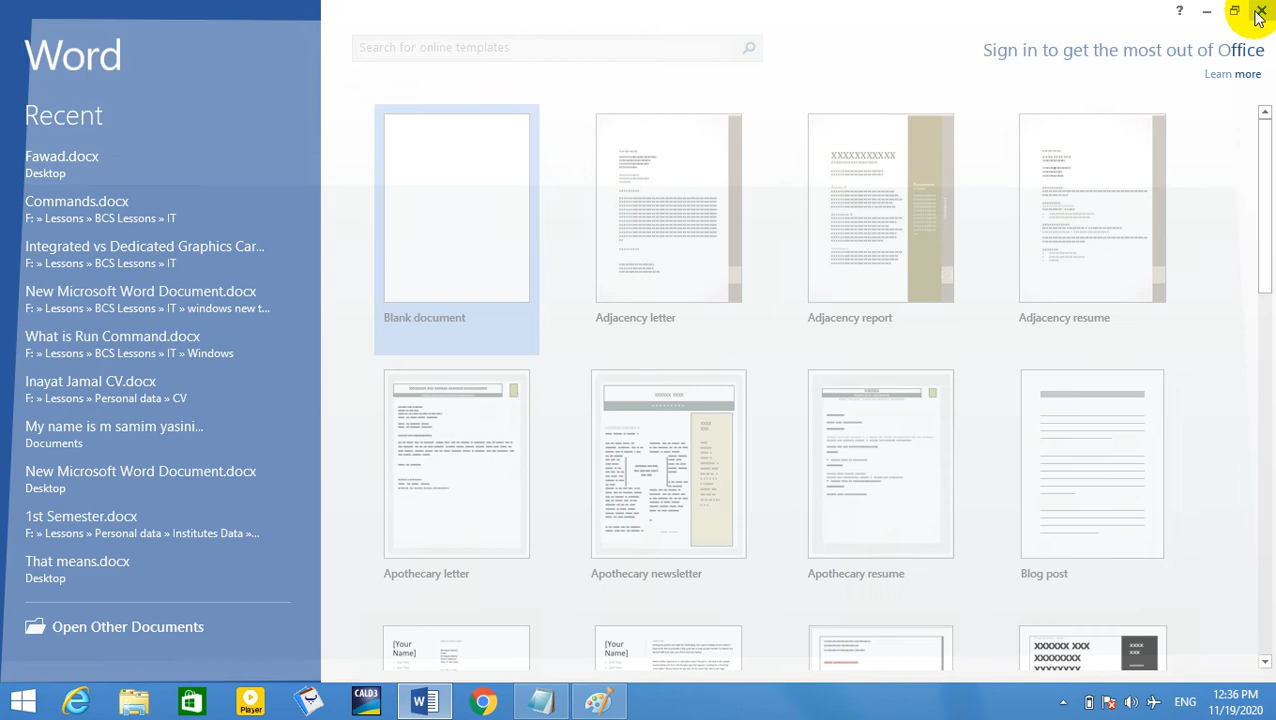 Word
Search for online templates
Sign in to get the most out of Office
Learn more
Recent
Fawad.docx
Desktop
F: » Lessons » BCS Lessons » IT
Integrated vs Dedicated Graphics Car...
F: » Lessons » BCS Lessons » IT
New Microsoft Word Document.docx
F: » Lessons » BCS Lessons » IT » windows new t...
What is Run Command.docx
F: » Lessons » BCS Lessons » IT » Windows
Inayat Jamal CV.docx
F: » Lessons » Personal data » CV
My name is m samim yasini...
Documents
New Microsoft Word Document.docx
Desktop
1st Semester.docx
F: » Lessons » Personal data » Institutes Data »...
That means.docx
Desktop
Open Other Documents
Blank document
Adjacency letter
Adjacency report
Adjacency resume
Apothecary letter
Apothecary newsletter
Apothecary resume
Blog post
[Your
Name]
[Your
Name]
Player
CALD3
ENG
12:36 PM
11/19/2020